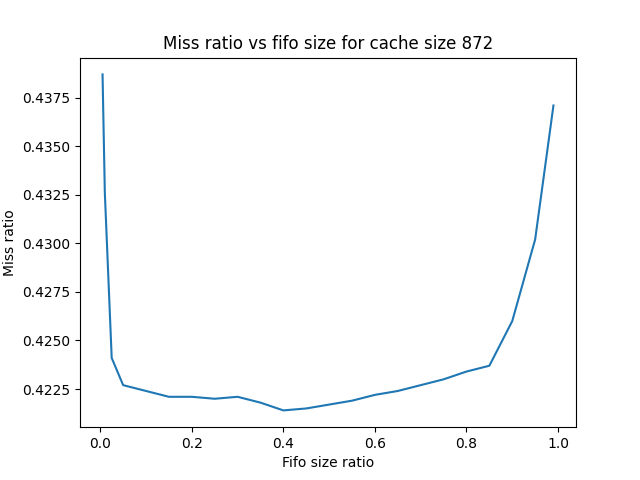 Miss ratio vs fifo size for cache size 872
0.4375
0.4350
0.4325
0.4300
0.4275
0.4250
0.4225
Miss ratio
0.0 0.2 0.4 0.6 0.8 1.0
Fifo size ratio